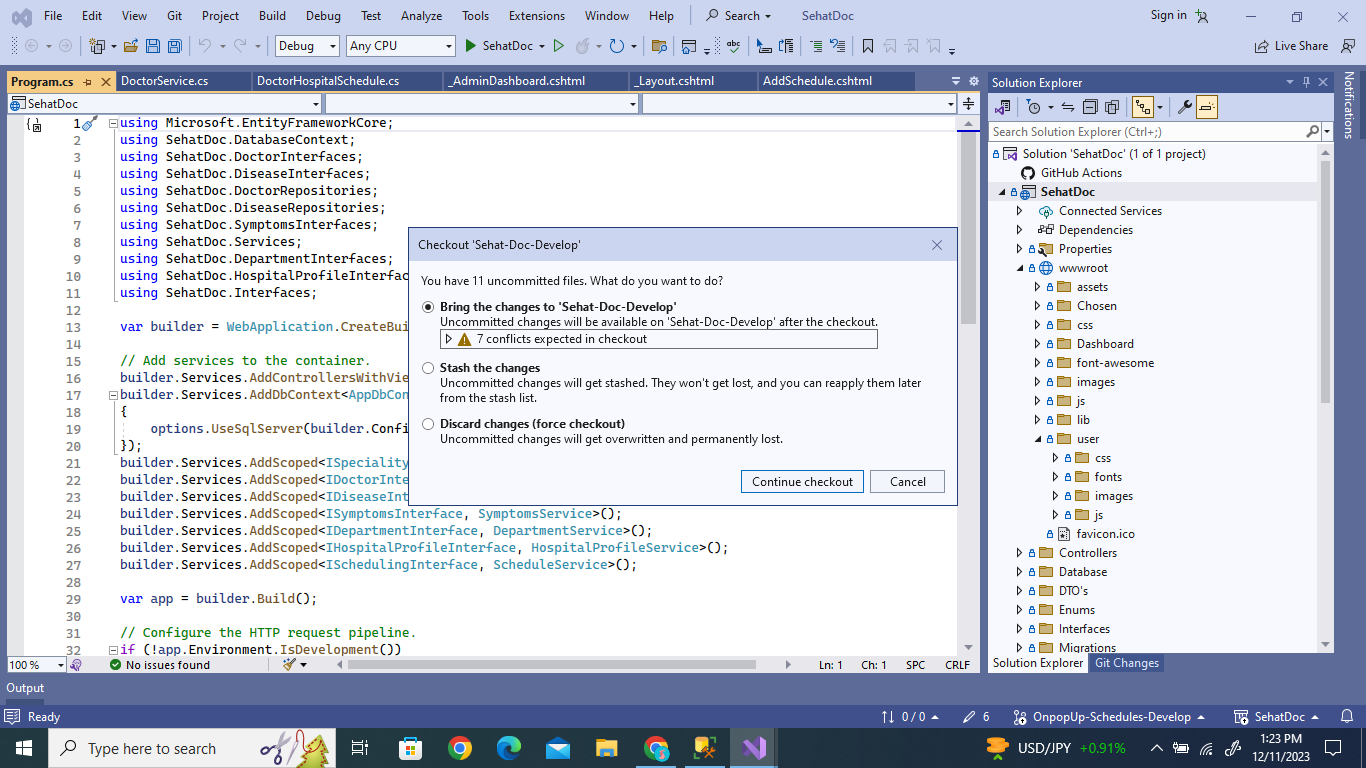 File Edit View Git Project Build Debug Test Analyze Tools Extensions Window Help Search SehatDoc Sign in
Debug Any CPU SehatDoc Live Share
Program.cs DoctorService.cs DoctorHospitalSchedule.cs _AdminDashboard.cshtml _Layout.cshtml AddSchedule.cshtml
SehatDoc
1 using Microsoft.EntityFrameworkCore;
2 using SehatDoc.DatabaseContext;
3 using SehatDoc.DoctorInterfaces;
4 using SehatDoc.DiseaseInterfaces;
5 using SehatDoc.DoctorRepositories;
6 using SehatDoc.DiseaseRepositories;
7 using SehatDoc.SymptomsInterfaces;
8 using SehatDoc.Services;
9 using SehatDoc.DepartmentInterfaces;
10 using SehatDoc.HospitalProfileInterfac
11 using SehatDoc.Interfaces;
12
13 var builder = WebApplication.CreateBui
14
15 // Add services to the container.
16 builder.Services.AddControllersWithVie
17 builder.Services.AddDbContext<AppDbCon
18 {
19 options.UseSqlServer(builder.Confi
20 });
21 builder.Services.AddScoped<ISpeciality
22 builder.Services.AddScoped<IDoctorInte
23 builder.Services.AddScoped<IDiseaseInt
24 builder.Services.AddScoped<ISymptomsInterface, SymptomsService>();
25 builder.Services.AddScoped<IDepartmentInterface, DepartmentService>();
26 builder.Services.AddScoped<IHospitalProfileInterface, HospitalProfileService>();
27 builder.Services.AddScoped<ISchedulingInterface, ScheduleService>();
28
29 var app = builder.Build();
30
31 // Configure the HTTP request pipeline.
32 if (!app.Environment.IsDevelopment())
100 % No issues found Ln: 1 Ch: 1 SPC CRLF
Checkout 'Sehat-Doc-Develop'
You have 11 uncommitted files. What do you want to do?
Bring the changes to 'Sehat-Doc-Develop'
Uncommitted changes will be available on 'Sehat-Doc-Develop' after the checkout.
7 conflicts expected in checkout
Stash the changes
Uncommitted changes will get stashed. They won't get lost, and you can reapply them later
from the stash list.
Discard changes (force checkout)
Uncommitted changes will get overwritten and permanently lost.
Continue checkout Cancel
Solution Explorer
Search Solution Explorer (Ctrl+;)
Solution 'SehatDoc' (1 of 1 project)
GitHub Actions
SehatDoc
Connected Services
Dependencies
Properties
wwwroot
assets
Chosen
css
Dashboard
font-awesome
images
js
lib
user
css
fonts
images
js
favicon.ico
Controllers
Database
DTO's
Enums
Interfaces
Migrations
Solution Explorer Git Changes
Notifications
Output
Ready 0 / 0 6 OnpopUp-Schedules-Develop SehatDoc
Type here to search USD/JPY +0.91% 1:23 PM
12/11/2023